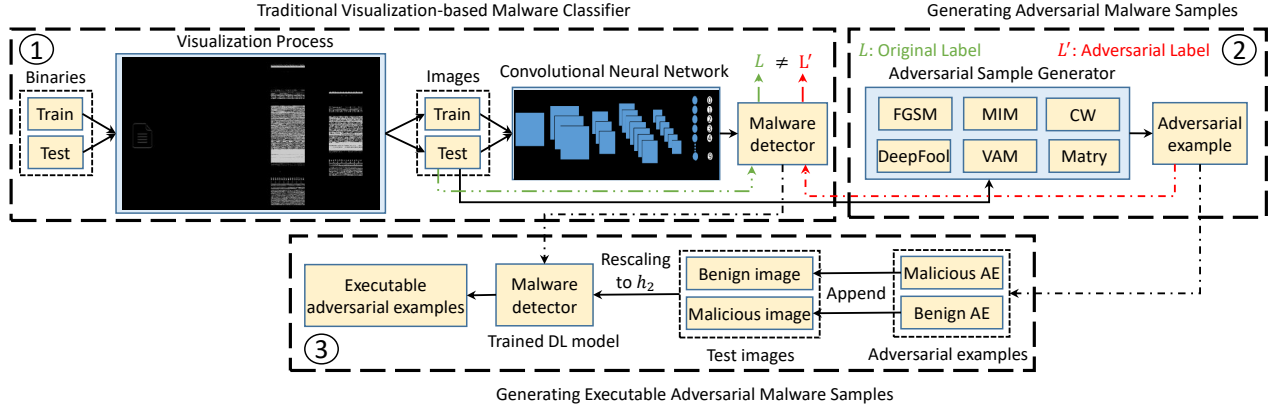 Traditional Visualization-based Malware Classifier
1
Visualization Process
Binaries
Train
Test
Images
Train
Test
Convolutional Neural Network
L ≠ L'
Malware
detector
Generating Adversarial Malware Samples
L: Original Label
L': Adversarial Label
2
Adversarial Sample Generator
FGSM
MIM
CW
DeepFool
VAM
Matry
Adversarial
example
3
Executable
adversarial examples
Malware
detector
Trained DL model
Rescaling
to h₂
Benign image
Malicious image
Test images
Append
Malicious AE
Benign AE
Adversarial examples
Generating Executable Adversarial Malware Samples